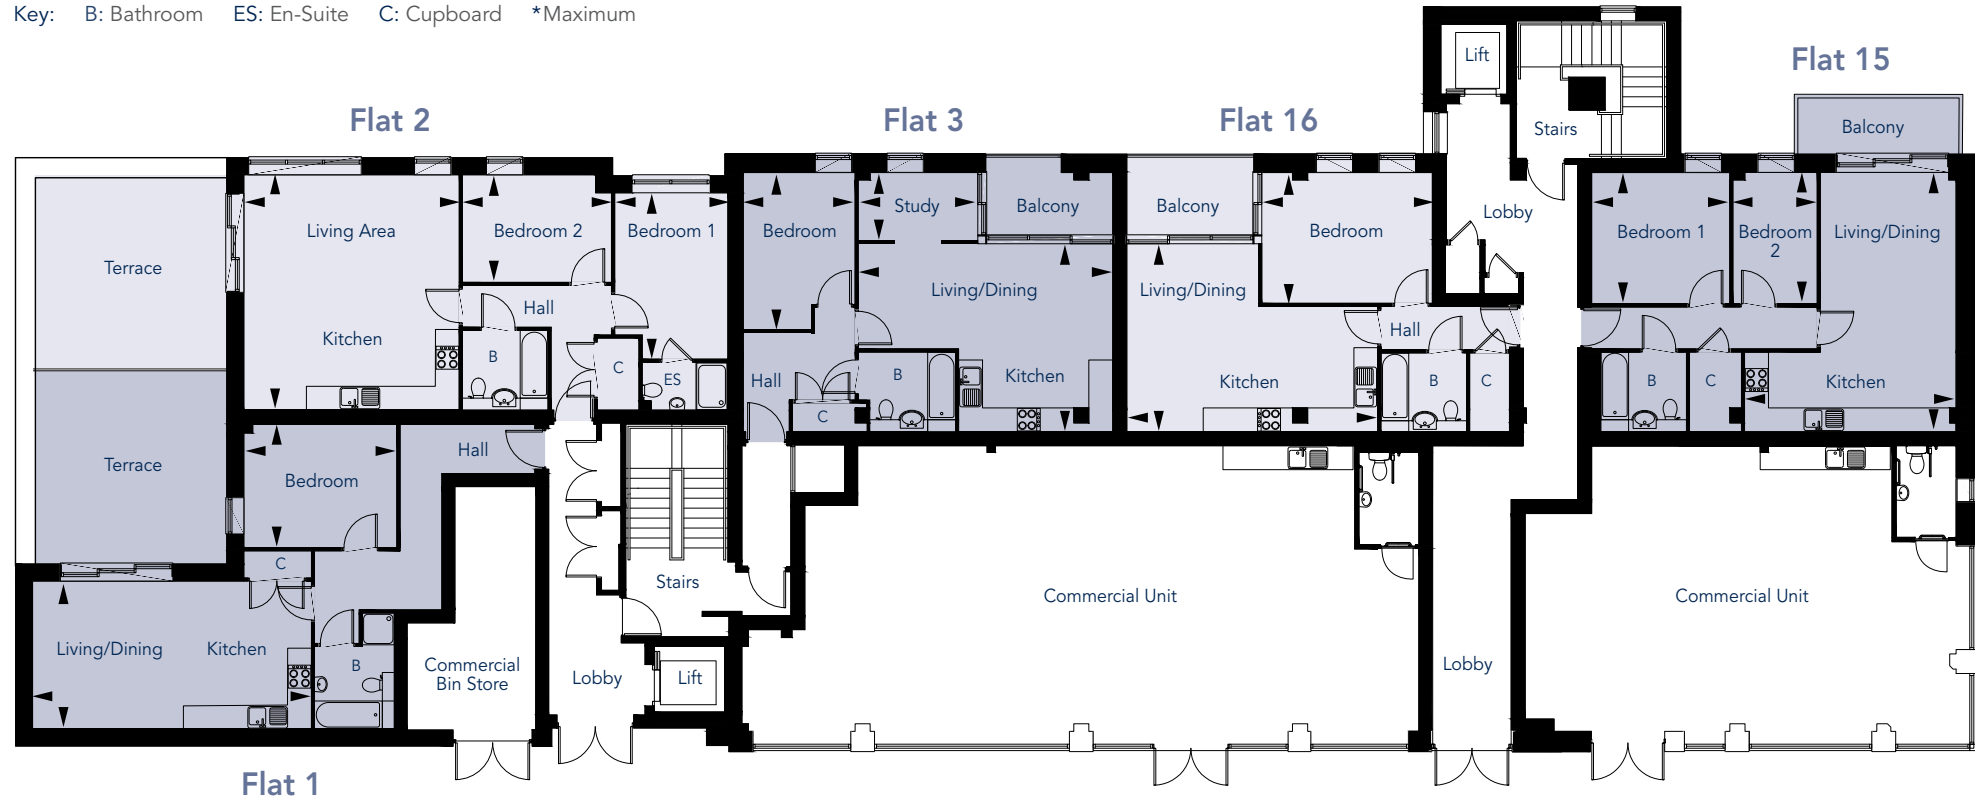 Key: B: Bathroom ES: En-Suite C: Cupboard *Maximum
Flat 2
Terrace
Living Area
Kitchen
Bedroom 2
Bedroom 1
Hall
B
C
ES
Flat 3
Bedroom
Study
Balcony
Living/Dining
Hall
B
C
Kitchen
Flat 16
Balcony
Bedroom
Living/Dining
Kitchen
Hall
B
C
Lift
Stairs
Lobby
Flat 15
Balcony
Bedroom 1
Bedroom
2
Living/Dining
B
C
Kitchen
Terrace
Bedroom
Hall
C
Living/Dining
Kitchen
B
Flat 1
Commercial
Bin Store
Lobby
Stairs
Lift
Commercial Unit
Lobby
Commercial Unit